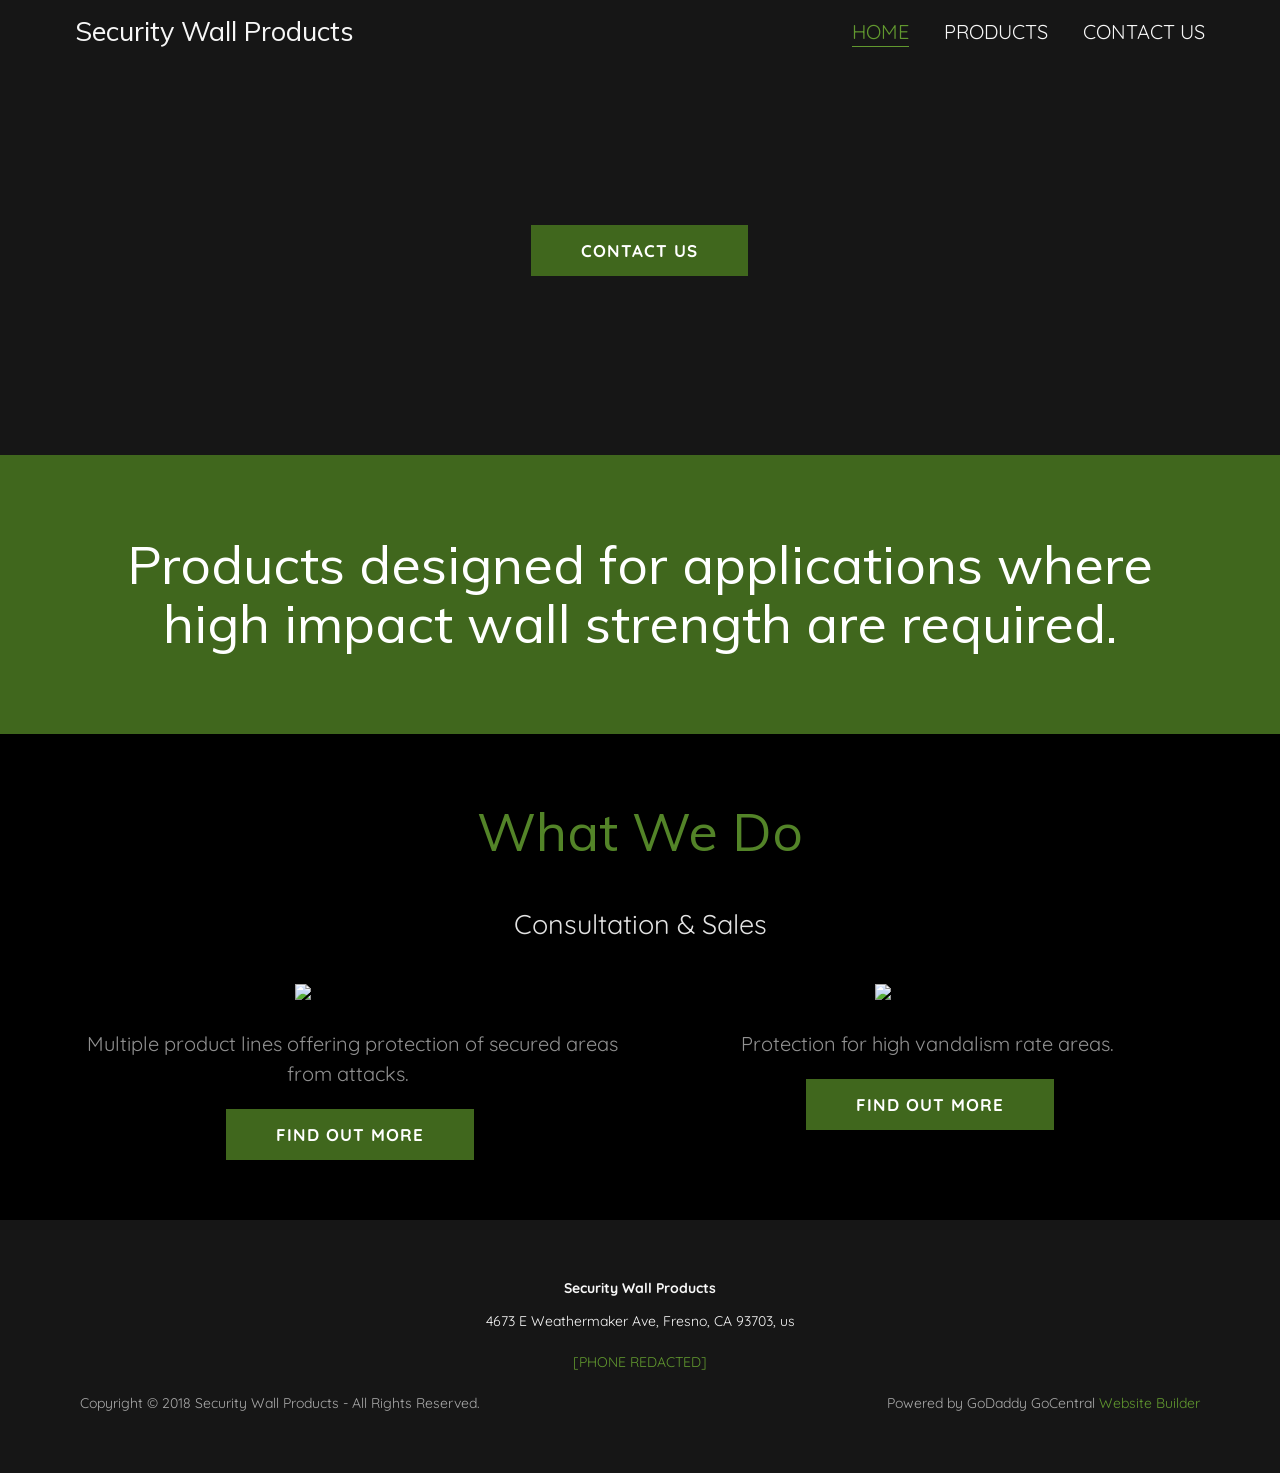 Security Wall Products
HOME PRODUCTS CONTACT US
CONTACT US
Products designed for applications where
high impact wall strength are required.
What We Do
Consultation & Sales
Multiple product lines offering protection of secured areas
from attacks.
FIND OUT MORE
Protection for high vandalism rate areas.
FIND OUT MORE
Security Wall Products
4673 E Weathermaker Ave, Fresno, CA 93703, us
[PHONE REDACTED]
Copyright © 2018 Security Wall Products - All Rights Reserved.
Powered by GoDaddy GoCentral Website Builder